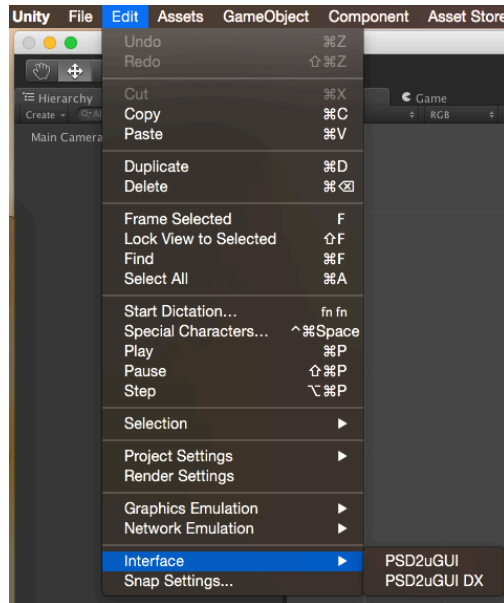 Unity File Edit Assets GameObject Component Asset Store
Undo ⌘Z
Redo ⇧⌘Z
Hierarchy
Game
Cut ⌘X
Create
RGB
Copy ⌘C
Main Camera
Paste ⌘V
Duplicate ⌘D
Delete ⌘⌫
Frame Selected F
Lock View to Selected ⇧F
Find ⌘F
Select All ⌘A
Start Dictation... fn fn
Special Characters... ^⌘Space
Play ⌘P
Pause ⇧⌘P
Step ⌥⌘P
Selection ▶
Project Settings ▶
Render Settings
Graphics Emulation ▶
Network Emulation ▶
Interface ▶ PSD2uGUI
Snap Settings... PSD2uGUI DX